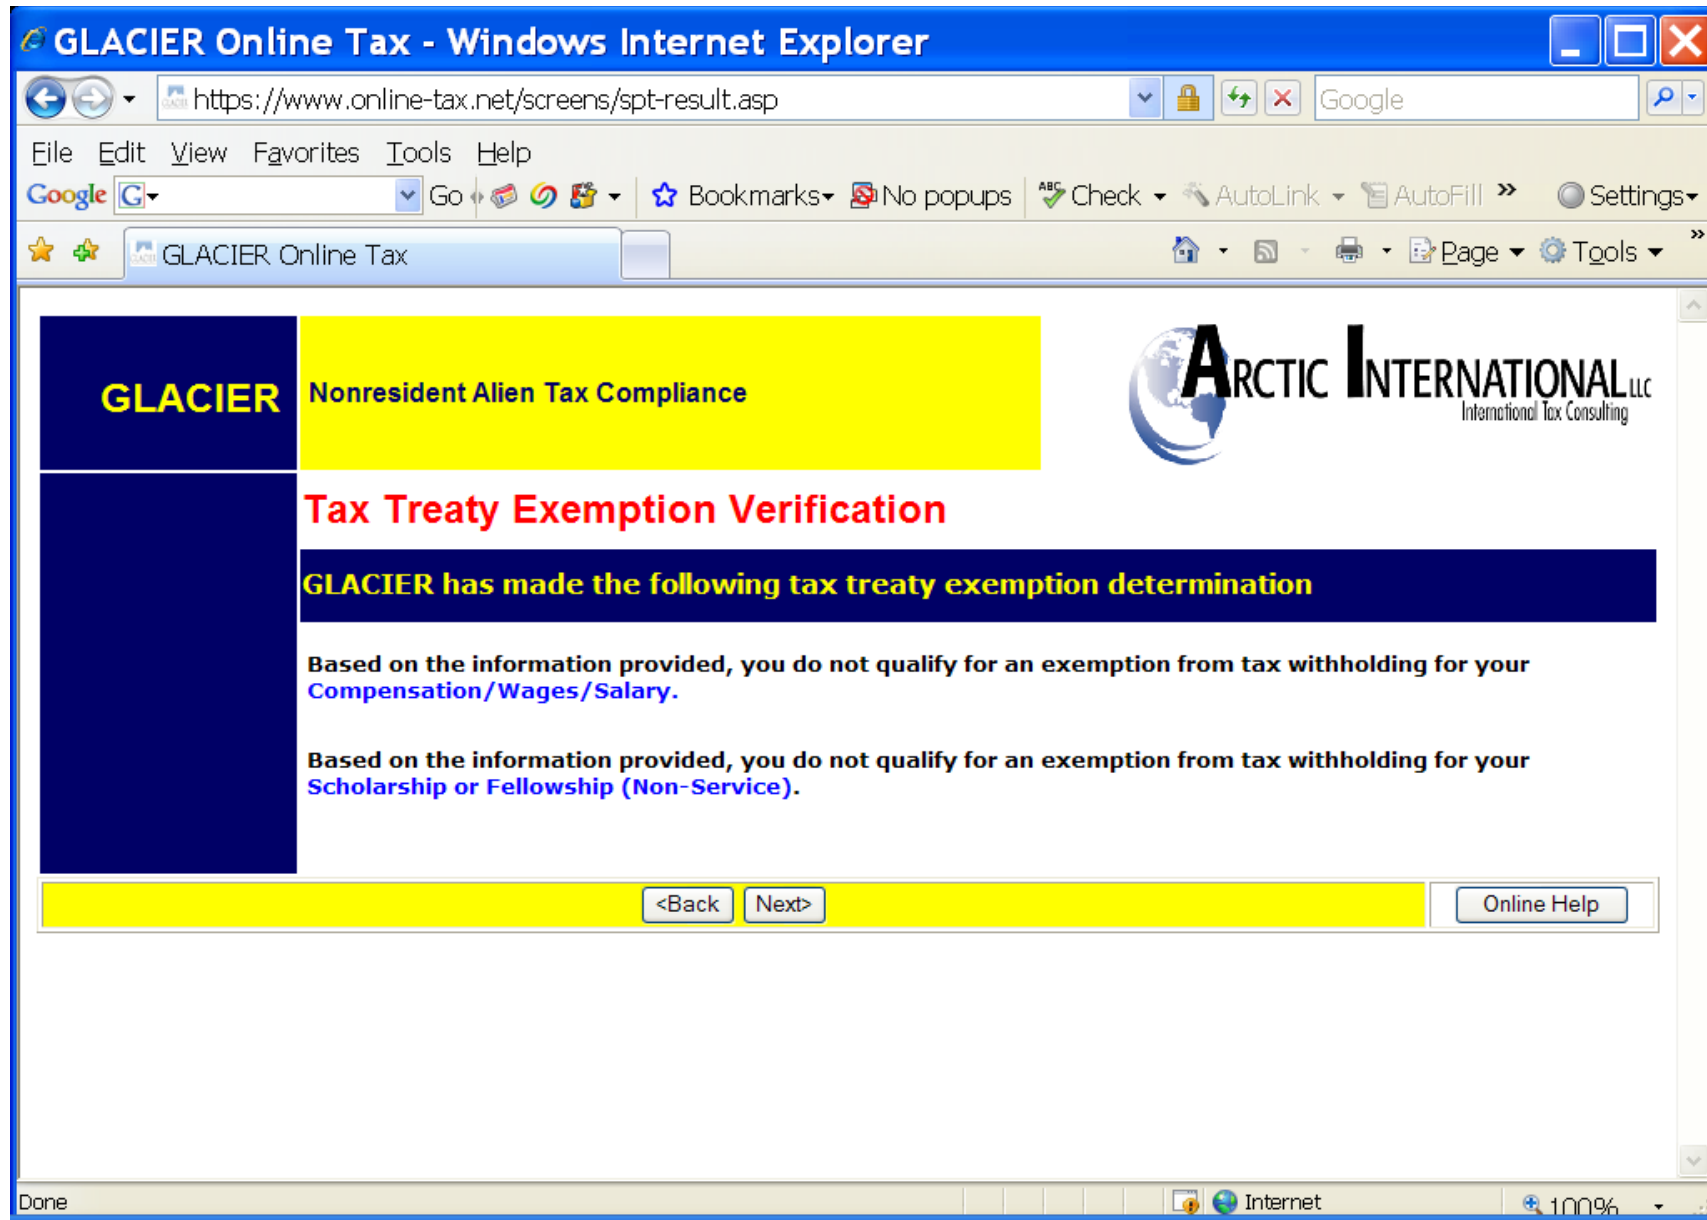 GLACIER Online Tax - Windows Internet Explorer
https://www.online-tax.net/screens/spt-result.asp Google
File Edit View Favorites Tools Help
Google G Go Bookmarks No popups ABC Check AutoLink AutoFill » Settings
GLACIER Online Tax Page Tools »
GLACIER Nonresident Alien Tax Compliance
ARCTIC INTERNATIONAL LLC
International Tax Consulting
Tax Treaty Exemption Verification
GLACIER has made the following tax treaty exemption determination
Based on the information provided, you do not qualify for an exemption from tax withholding for your
Compensation/Wages/Salary.
Based on the information provided, you do not qualify for an exemption from tax withholding for your
Scholarship or Fellowship (Non-Service).
<Back Next> Online Help
Done Internet 100%